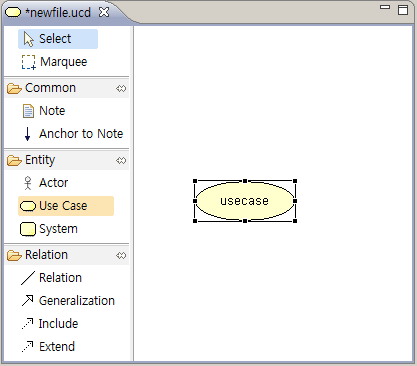 *newfile.ucd
Select
Marquee
Common
Note
Anchor to Note
Entity
Actor
Use Case
System
Relation
Relation
Generalization
Include
Extend
usecase